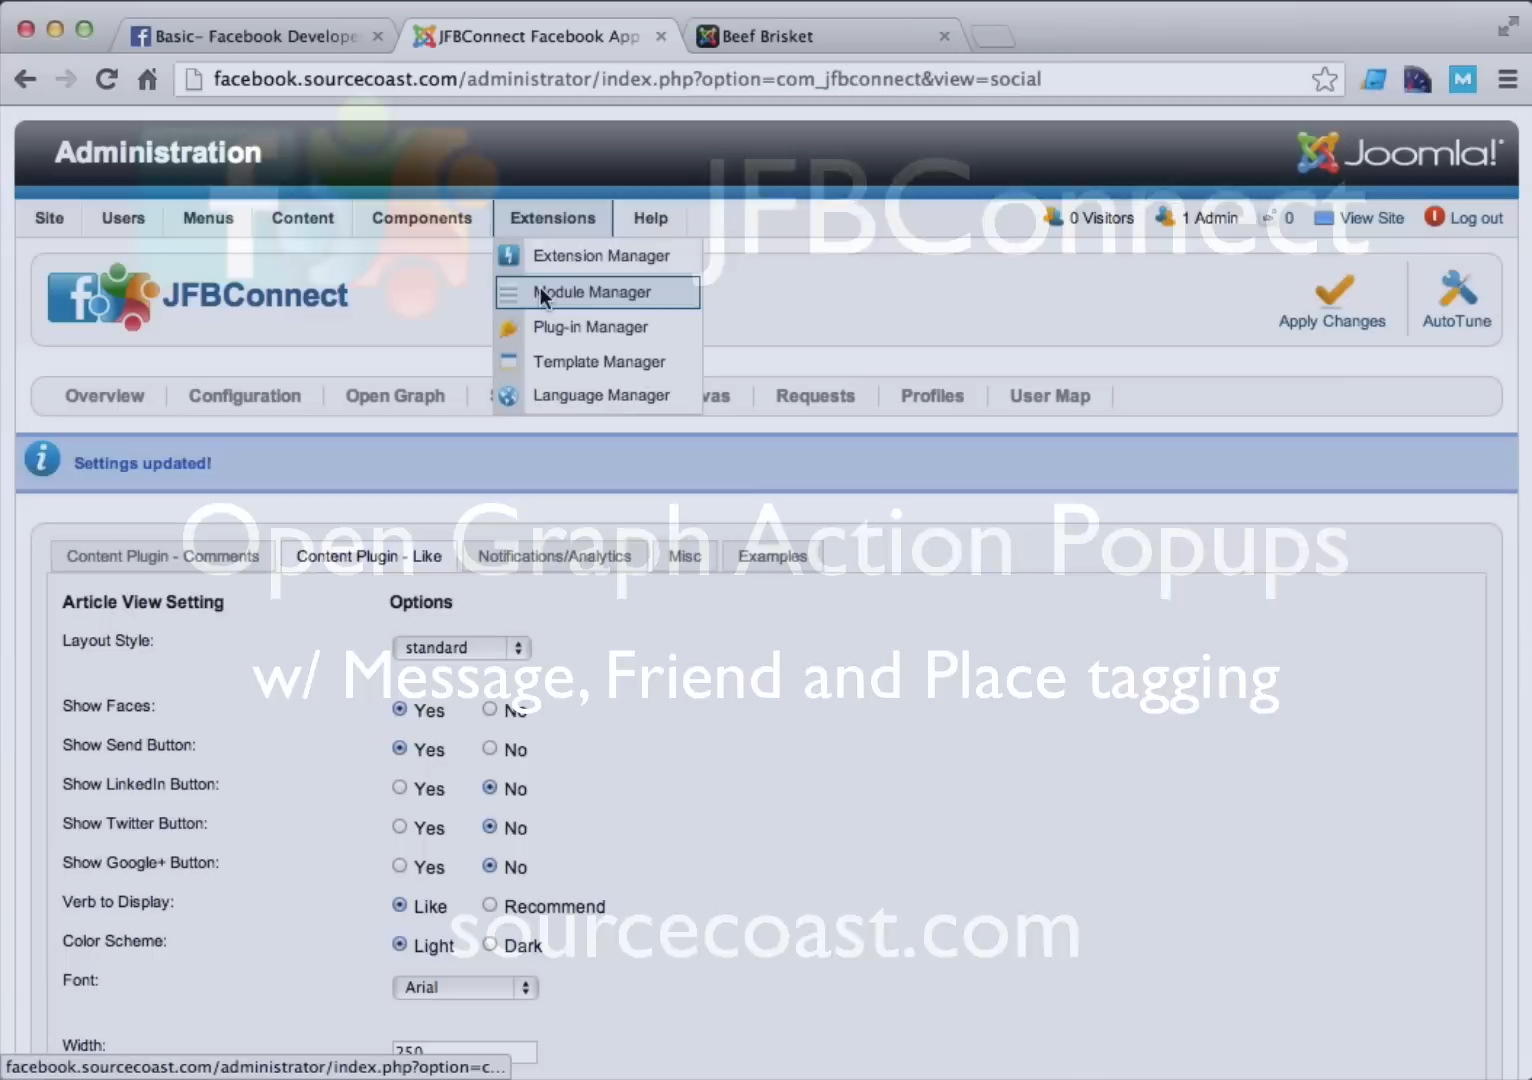 Basic- Facebook Develope
JFBConnect Facebook App
Beef Brisket
facebook.sourcecoast.com/administrator/index.php?option=com_jfbconnect&view=social
Administration
Joomla!
JFBConnect
Site Users Menus Content Components Extensions Help 0 Visitors 1 Admin 0 View Site Log out
Extension Manager
Module Manager
Plug-in Manager
Template Manager
Language Manager
JFBConnect
Apply Changes AutoTune
Overview Configuration Open Graph vas Requests Profiles User Map
Settings updated!
Open Graph Action Popups
Content Plugin - Comments Content Plugin - Like Notifications/Analytics Misc Examples
Article View Setting Options
Layout Style: standard
w/ Message, Friend and Place tagging
Show Faces: Yes No
Show Send Button: Yes No
Show LinkedIn Button: Yes No
Show Twitter Button: Yes No
Show Google+ Button: Yes No
Verb to Display: Like Recommend
sourcecoast.com
Color Scheme: Light Dark
Font: Arial
Width: 250
facebook.sourcecoast.com/administrator/index.php?option=c...